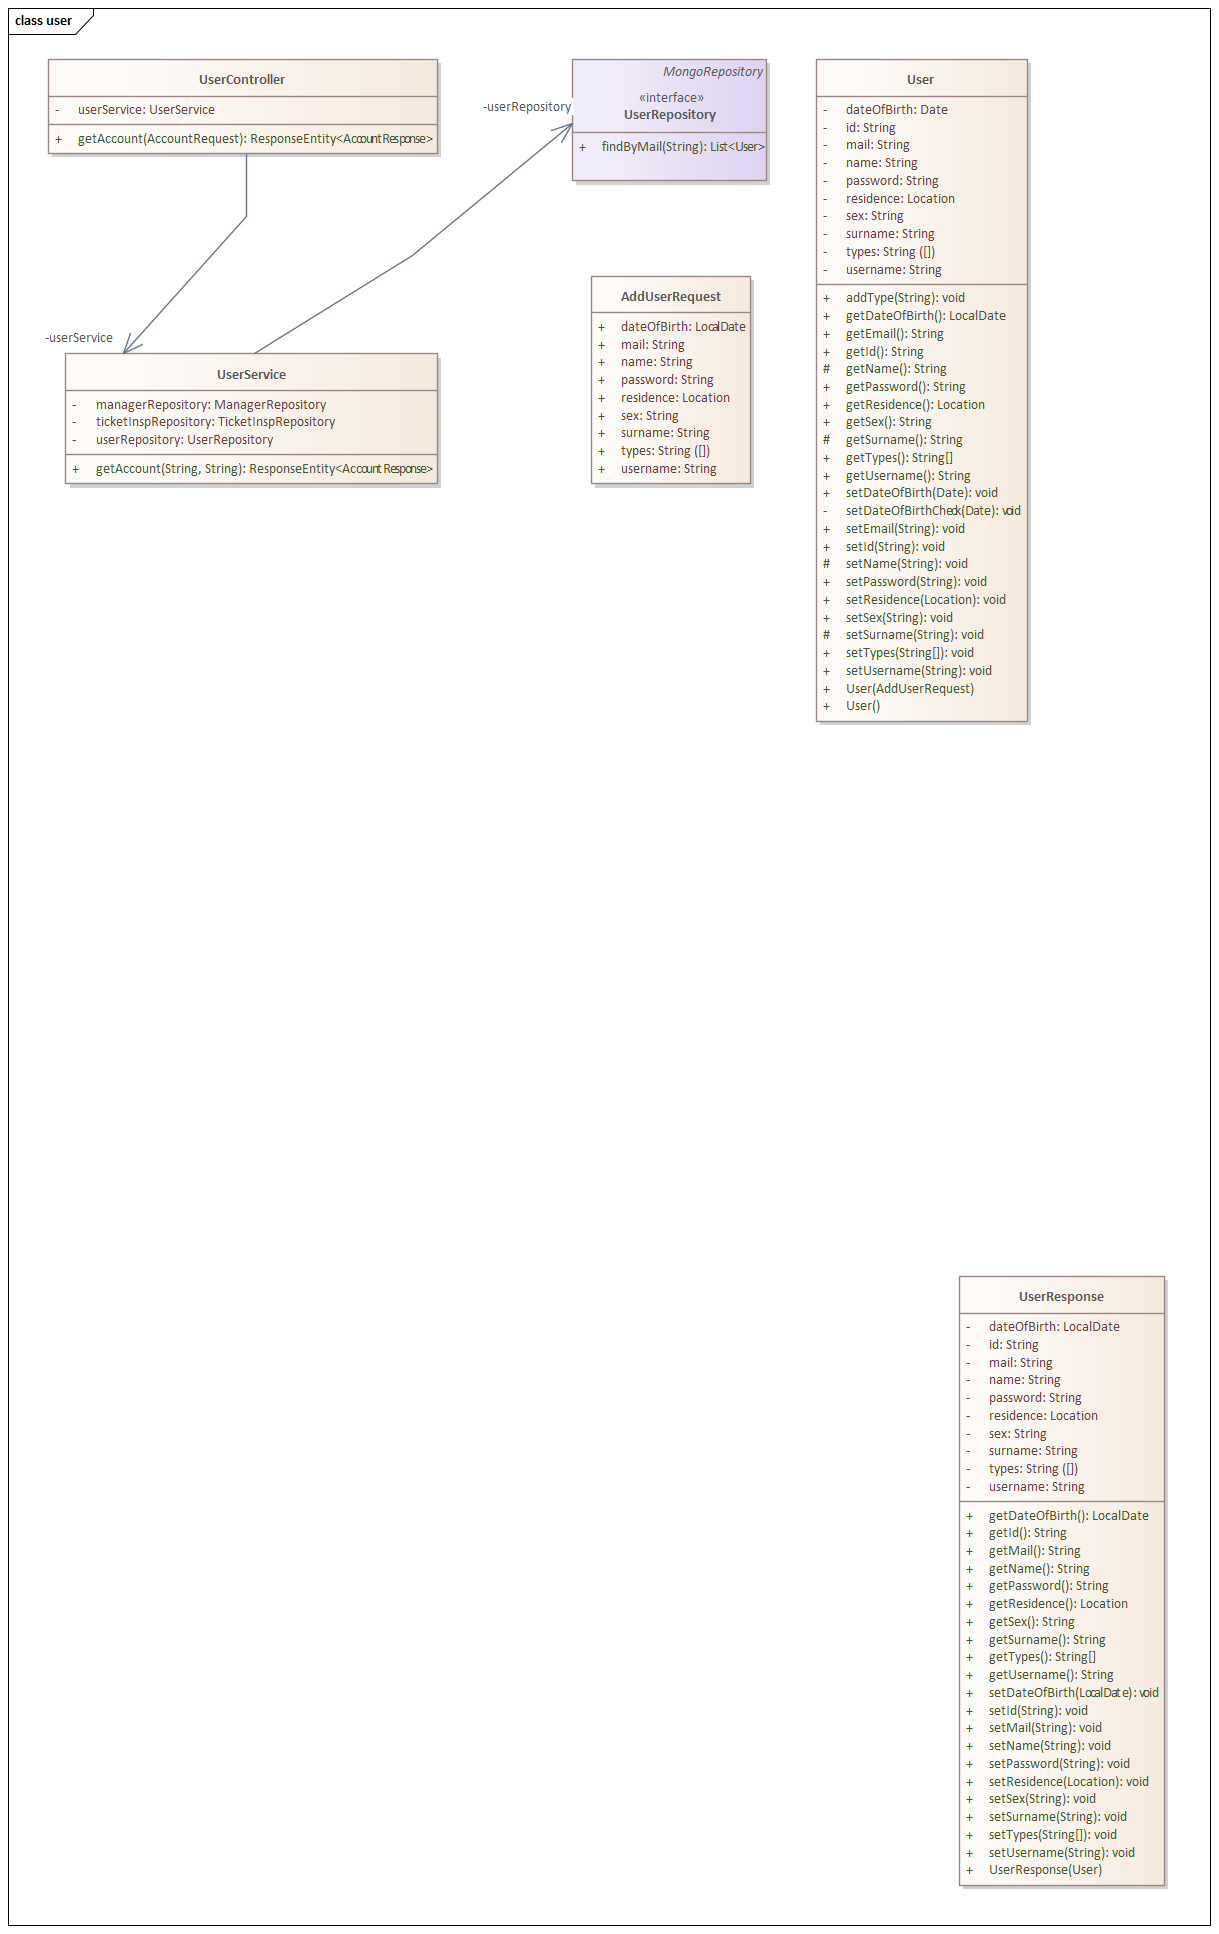 class user
UserController
- userService: UserService
+ getAccount(AccountRequest): ResponseEntity<AccountResponse>
-userService
UserService
- managerRepository: ManagerRepository
- ticketInspRepository: TicketInspRepository
- userRepository: UserRepository
+ getAccount(String, String): ResponseEntity<AccountResponse>
-userRepository
MongoRepository
«interface»
UserRepository
+ findByMail(String): List<User>
AddUserRequest
+ dateOfBirth: LocalDate
+ mail: String
+ name: String
+ password: String
+ residence: Location
+ sex: String
+ surname: String
+ types: String ([])
+ username: String
User
- dateOfBirth: Date
- id: String
- mail: String
- name: String
- password: String
- residence: Location
- sex: String
- surname: String
- types: String ([])
- username: String
+ addType(String): void
+ getDateOfBirth(): LocalDate
+ getEmail(): String
+ getId(): String
# getName(): String
+ getPassword(): String
+ getResidence(): Location
+ getSex(): String
# getSurname(): String
+ getTypes(): String[]
+ getUsername(): String
+ setDateOfBirth(Date): void
- setDateOfBirthCheck(Date): void
+ setEmail(String): void
+ setId(String): void
# setName(String): void
+ setPassword(String): void
+ setResidence(Location): void
+ setSex(String): void
# setSurname(String): void
+ setTypes(String[]): void
+ setUsername(String): void
+ User(AddUserRequest)
+ User()
UserResponse
- dateOfBirth: LocalDate
- id: String
- mail: String
- name: String
- password: String
- residence: Location
- sex: String
- surname: String
- types: String ([])
- username: String
+ getDateOfBirth(): LocalDate
+ getId(): String
+ getMail(): String
+ getName(): String
+ getPassword(): String
+ getResidence(): Location
+ getSex(): String
+ getSurname(): String
+ getTypes(): String[]
+ getUsername(): String
+ setDateOfBirth(LocalDate): void
+ setId(String): void
+ setMail(String): void
+ setName(String): void
+ setPassword(String): void
+ setResidence(Location): void
+ setSex(String): void
+ setSurname(String): void
+ setTypes(String[]): void
+ setUsername(String): void
+ UserResponse(User)